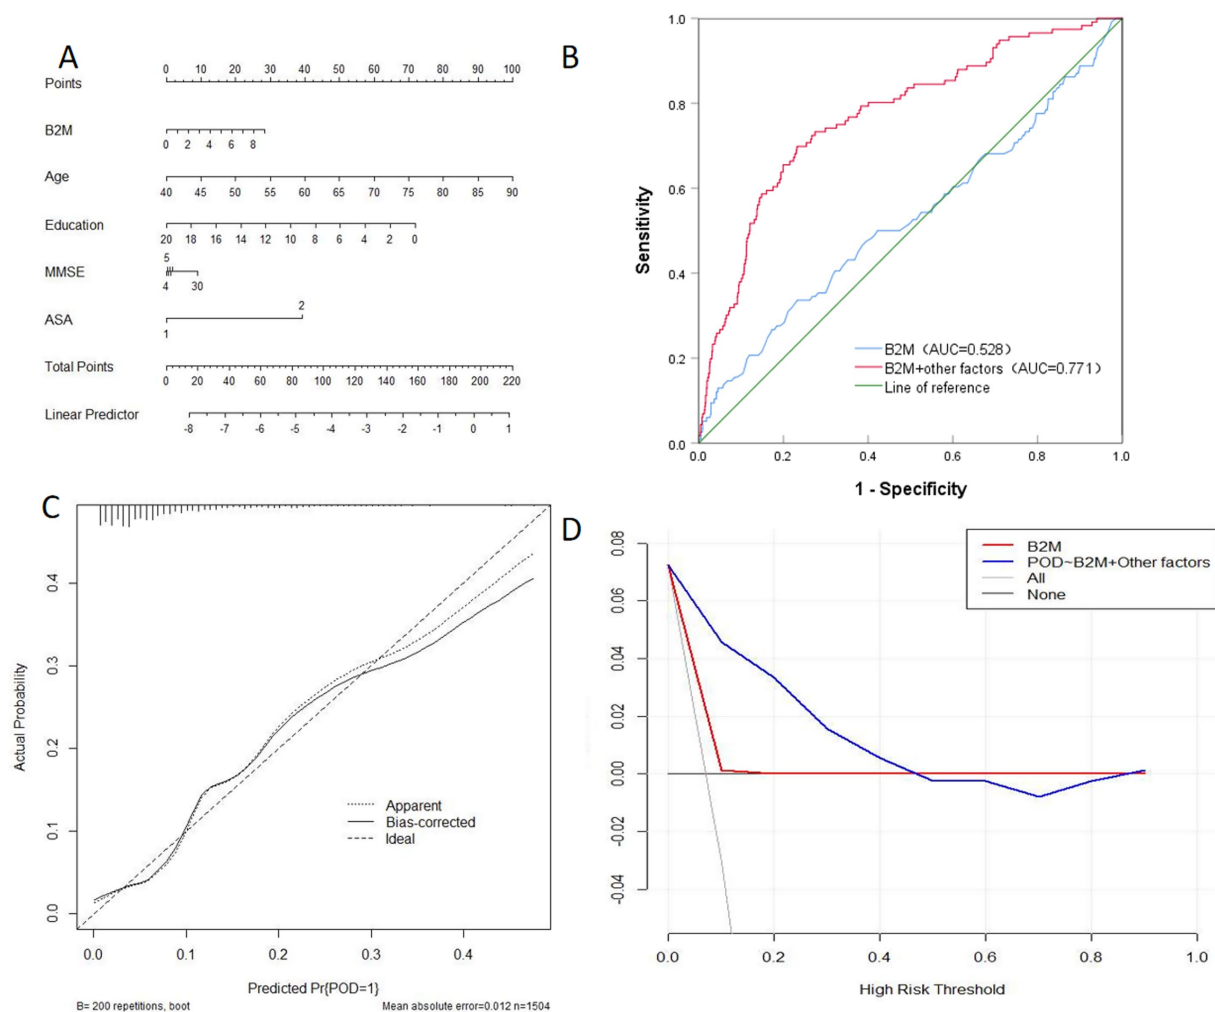 A
Points
0 10 20 30 40 50 60 70 80 90 100
B2M
0 2 4 6 8
Age
40 45 50 55 60 65 70 75 80 85 90
Education
20 18 16 14 12 10 8 6 4 2 0
MMSE
5
4 30
ASA
2
1
Total Points
0 20 40 60 80 100 120 140 160 180 200 220
Linear Predictor
-8 -7 -6 -5 -4 -3 -2 -1 0 1
B
Sensitivity
1.0
0.8
0.6
0.4
0.2
0.0
B2M（AUC=0.528）
B2M+other factors（AUC=0.771）
Line of reference
0.0 0.2 0.4 0.6 0.8 1.0
1 - Specificity
C
Actual Probability
0.4
0.3
0.2
0.1
0.0
Apparent
Bias-corrected
Ideal
0.0 0.1 0.2 0.3 0.4
Predicted Pr{POD=1}
B= 200 repetitions, boot
Mean absolute error=0.012 n=1504
D
0.08
0.06
0.04
0.02
0.00
-0.02
-0.04
B2M
POD~B2M+Other factors
All
None
0.0 0.2 0.4 0.6 0.8 1.0
High Risk Threshold